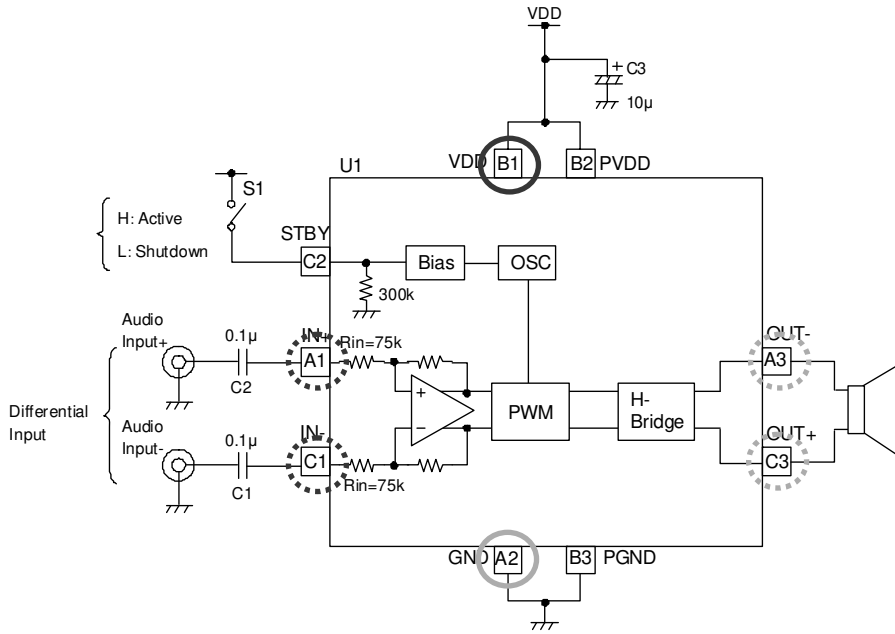 VDD
+ C3
10μ
U1
VDD B1
B2 PVDD
S1
H: Active
L: Shutdown
STBY
C2
Bias
OSC
300k
Audio
Input+
0.1μ
C2
IN+
A1
Rin=75k
OUT-
A3
Differential
Input
+
−
PWM
H-
Bridge
Audio
Input-
0.1μ
C1
IN-
C1
Rin=75k
OUT+
C3
GND A2
B3 PGND